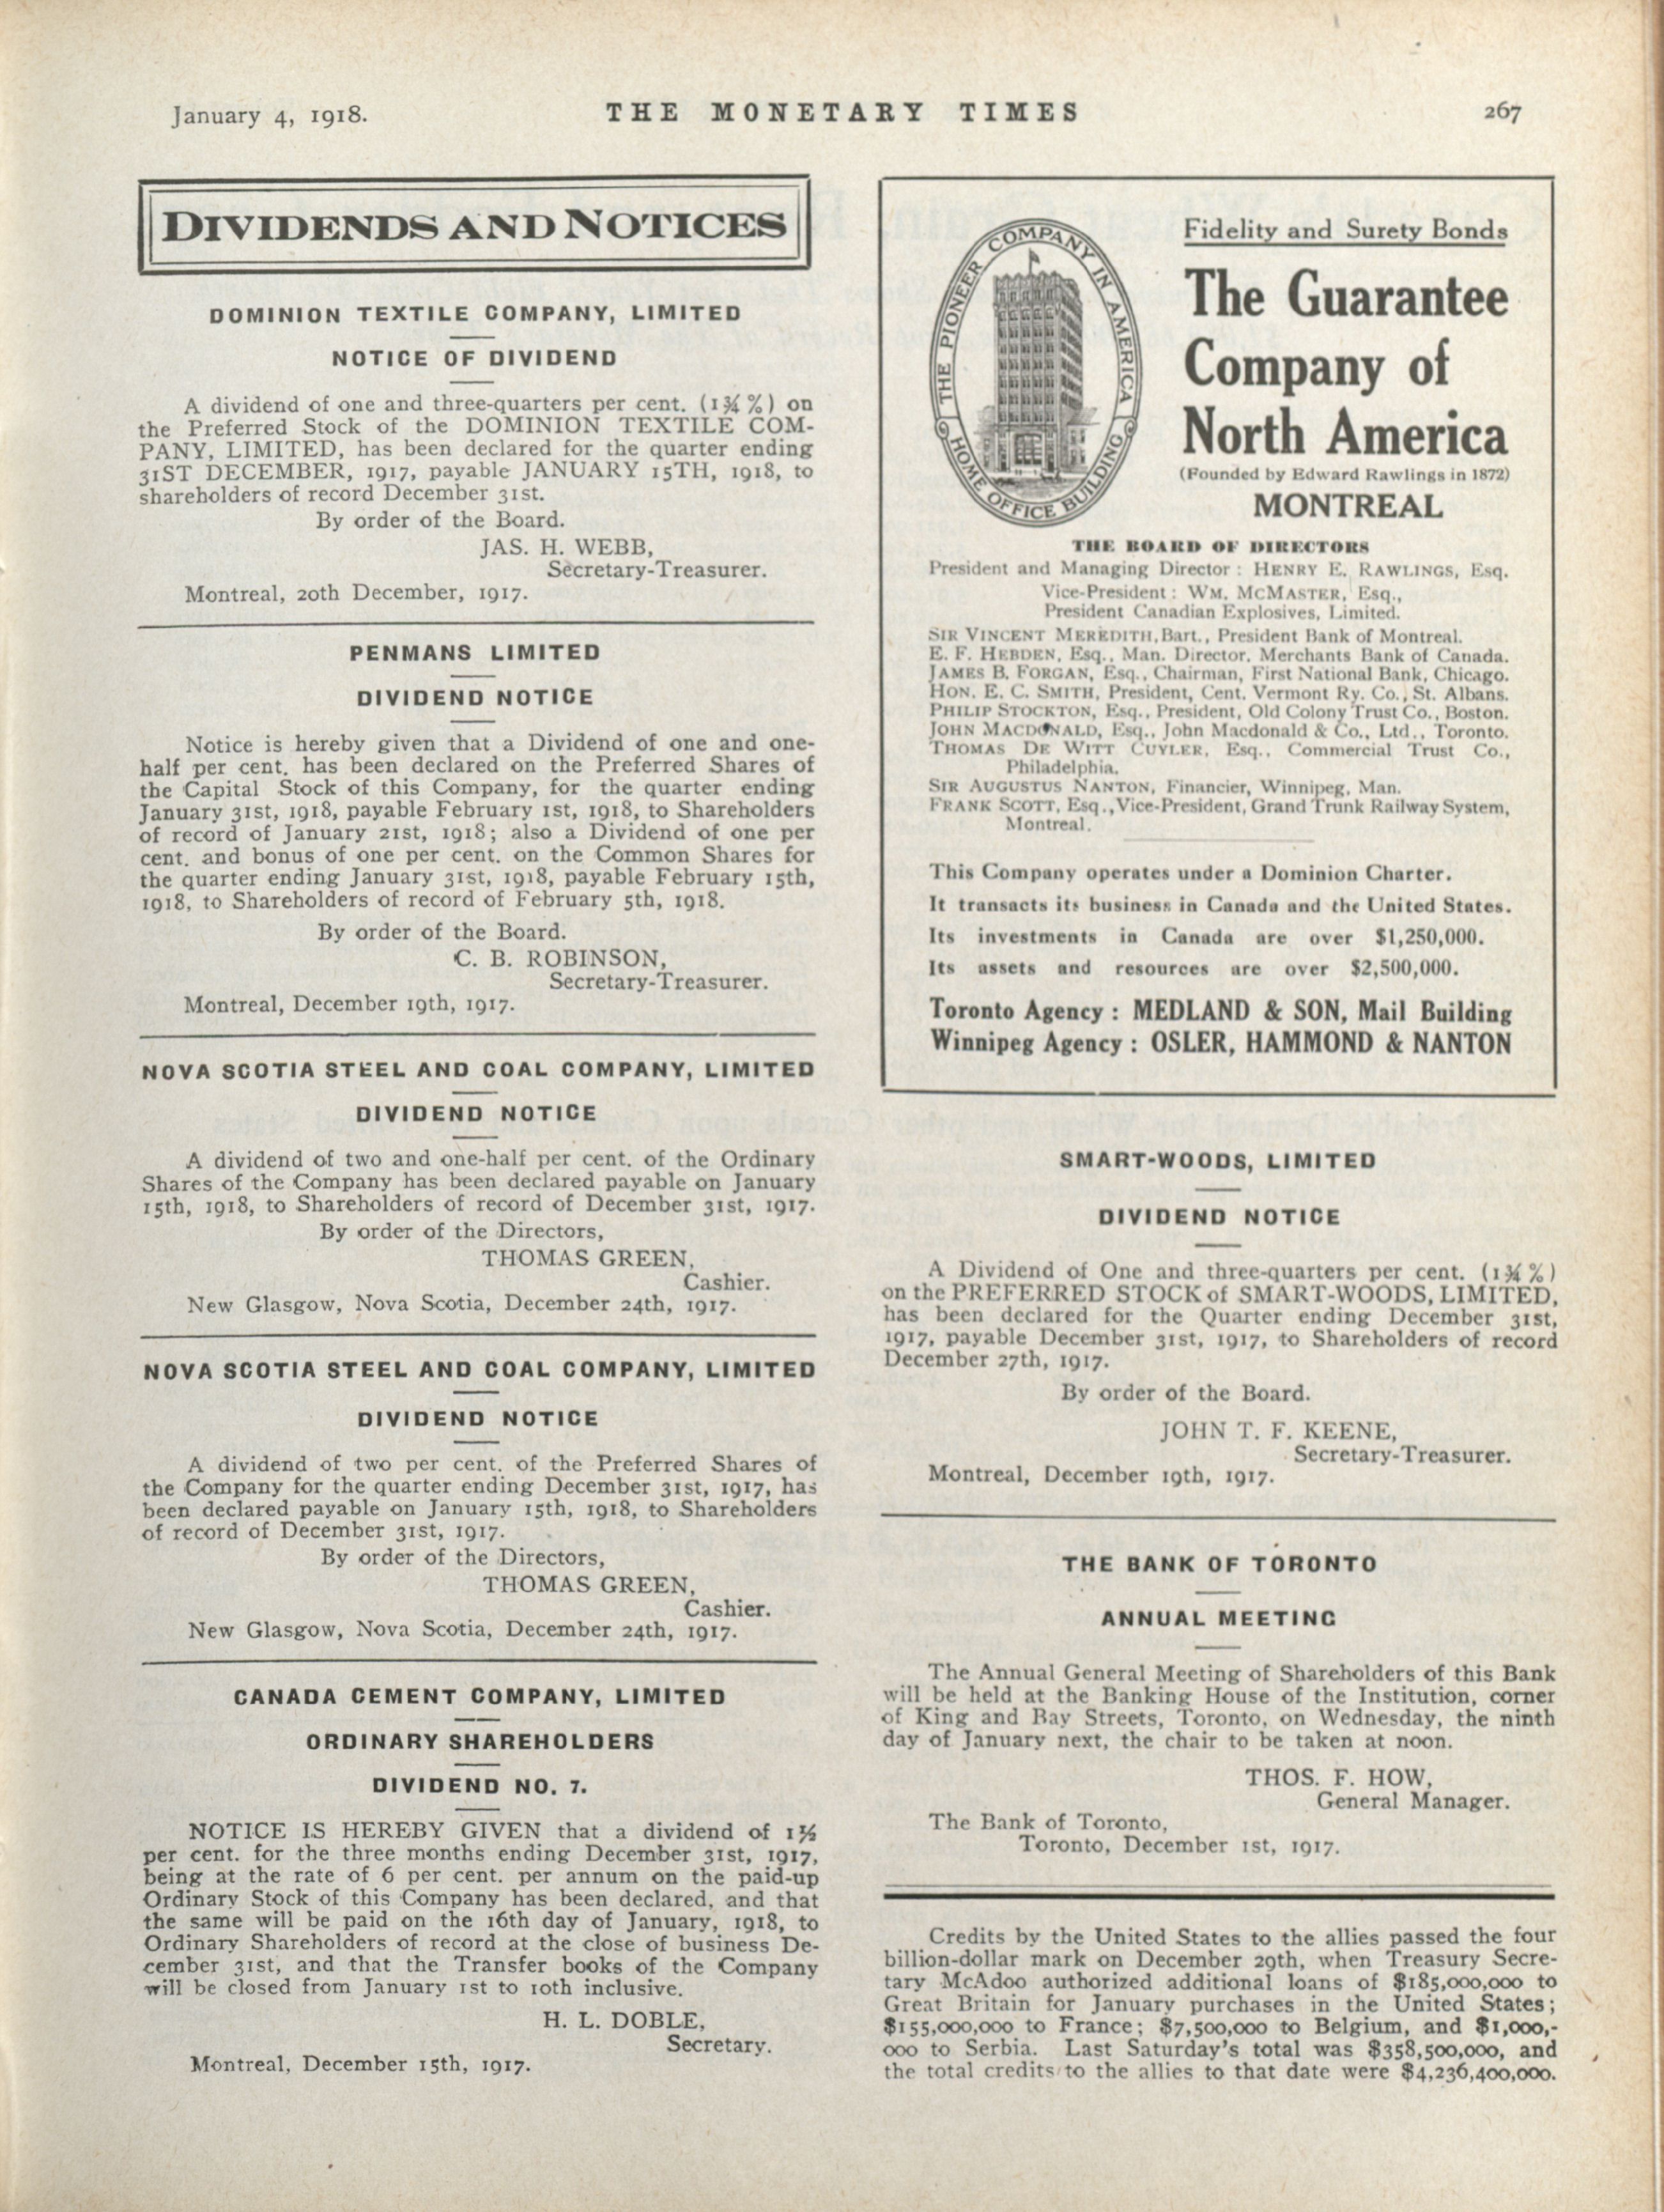 January 4, 1918.
THE MONETARY TIMES
267
DIVIDENDS AND NOTICES
DOMINION TEXTILE COMPANY, LIMITED
NOTICE OF DIVIDEND
A dividend of one and three-quarters per cent. (1¾%) on
the Preferred Stock of the DOMINION TEXTILE COM-
PANY, LIMITED, has been declared for the quarter ending
31ST DECEMBER, 1917, payable JANUARY 15TH, 1918, to
shareholders of record December 31st.
By order of the Board.
JAS. H. WEBB,
Secretary-Treasurer.
Montreal, 20th December, 1917.
PENMANS LIMITED
DIVIDEND NOTICE
Notice is hereby given that a Dividend of one and one-
half per cent. has been declared on the Preferred Shares of
the Capital Stock of this Company, for the quarter ending
January 31st, 1918, payable February 1st, 1918, to Shareholders
of record of January 21st, 1918; also a Dividend of one per
cent. and bonus of one per cent. on the Common Shares for
the quarter ending January 31st, 1918, payable February 15th,
1918, to Shareholders of record of February 5th, 1918.
By order of the Board.
C. B. ROBINSON,
Secretary-Treasurer.
Montreal, December 19th, 1917.
NOVA SCOTIA STEEL AND COAL COMPANY, LIMITED
DIVIDEND NOTICE
A dividend of two and one-half per cent. of the Ordinary
Shares of the Company has been declared payable on January
15th, 1918, to Shareholders of record of December 31st, 1917.
By order of the Directors,
THOMAS GREEN,
Cashier.
New Glasgow, Nova Scotia, December 24th, 1917.
NOVA SCOTIA STEEL AND COAL COMPANY, LIMITED
DIVIDEND NOTICE
A dividend of two per cent. of the Preferred Shares of
the Company for the quarter ending December 31st, 1917, has
been declared payable on January 15th, 1918, to Shareholders
of record of December 31st, 1917.
By order of the Directors,
THOMAS GREEN,
Cashier.
New Glasgow, Nova Scotia, December 24th, 1917.
CANADA CEMENT COMPANY, LIMITED
ORDINARY SHAREHOLDERS
DIVIDEND NO. 7.
NOTICE IS HEREBY GIVEN that a dividend of 1½
per cent. for the three months ending December 31st, 1917,
being at the rate of 6 per cent. per annum on the paid-up
Ordinary Stock of this Company has been declared, and that
the same will be paid on the 16th day of January, 1918, to
Ordinary Shareholders of record at the close of business De-
cember 31st, and that the Transfer books of the Company
will be closed from January 1st to 10th inclusive.
H. L. DOBLE,
Secretary.
Montreal, December 15th, 1917.
THE PIONEER COMPANY IN AMERICA
HOME OFFICE BUILDING
Fidelity and Surety Bonds
The Guarantee
Company of
North America
(Founded by Edward Rawlings in 1872)
MONTREAL
THE BOARD OF DIRECTORS
President and Managing Director : HENRY E. RAWLINGS, Esq.
Vice-President : WM. MCMASTER, Esq.,
President Canadian Explosives, Limited.
SIR VINCENT MEREDITH, Bart., President Bank of Montreal.
E. F. HEBDEN, Esq., Man. Director, Merchants Bank of Canada.
JAMES B. FORGAN, Esq., Chairman, First National Bank, Chicago.
HON. E. C. SMITH, President, Cent. Vermont Ry. Co., St. Albans.
PHILIP STOCKTON, Esq., President, Old Colony Trust Co., Boston.
JOHN MACDONALD, Esq., John Macdonald & Co., Ltd., Toronto.
THOMAS DE WITT CUYLER, Esq., Commercial Trust Co.,
Philadelphia.
SIR AUGUSTUS NANTON, Financier, Winnipeg, Man.
FRANK SCOTT, Esq., Vice-President, Grand Trunk Railway System,
Montreal.
This Company operates under a Dominion Charter.
It transacts its business in Canada and the United States.
Its investments in Canada are over $1,250,000.
Its assets and resources are over $2,500,000.
Toronto Agency : MEDLAND & SON, Mail Building
Winnipeg Agency : OSLER, HAMMOND & NANTON
SMART-WOODS, LIMITED
DIVIDEND NOTICE
A Dividend of One and three-quarters per cent. (1¾%)
on the PREFERRED STOCK of SMART-WOODS, LIMITED,
has been declared for the Quarter ending December 31st,
1917, payable December 31st, 1917, to Shareholders of record
December 27th, 1917.
By order of the Board.
JOHN T. F. KEENE,
Secretary-Treasurer.
Montreal, December 19th, 1917.
THE BANK OF TORONTO
ANNUAL MEETING
The Annual General Meeting of Shareholders of this Bank
will be held at the Banking House of the Institution, corner
of King and Bay Streets, Toronto, on Wednesday, the ninth
day of January next, the chair to be taken at noon.
THOS. F. HOW,
General Manager.
The Bank of Toronto,
Toronto, December 1st, 1917.
Credits by the United States to the allies passed the four
billion-dollar mark on December 29th, when Treasury Secre-
tary McAdoo authorized additional loans of $185,000,000 to
Great Britain for January purchases in the United States;
$155,000,000 to France; $7,500,000 to Belgium, and $1,000,-
000 to Serbia. Last Saturday's total was $358,500,000, and
the total credits to the allies to that date were $4,236,400,000.